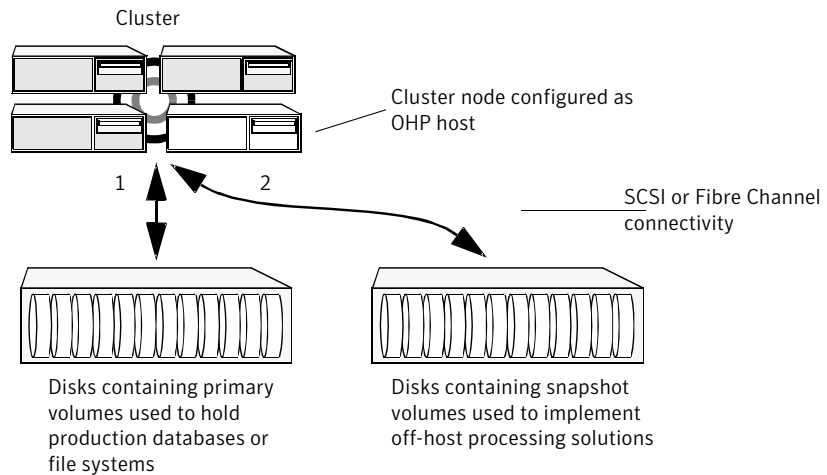 Cluster
Cluster node configured as
OHP host
1
2
SCSI or Fibre Channel
connectivity
Disks containing primary
volumes used to hold
production databases or
file systems
Disks containing snapshot
volumes used to implement
off-host processing solutions